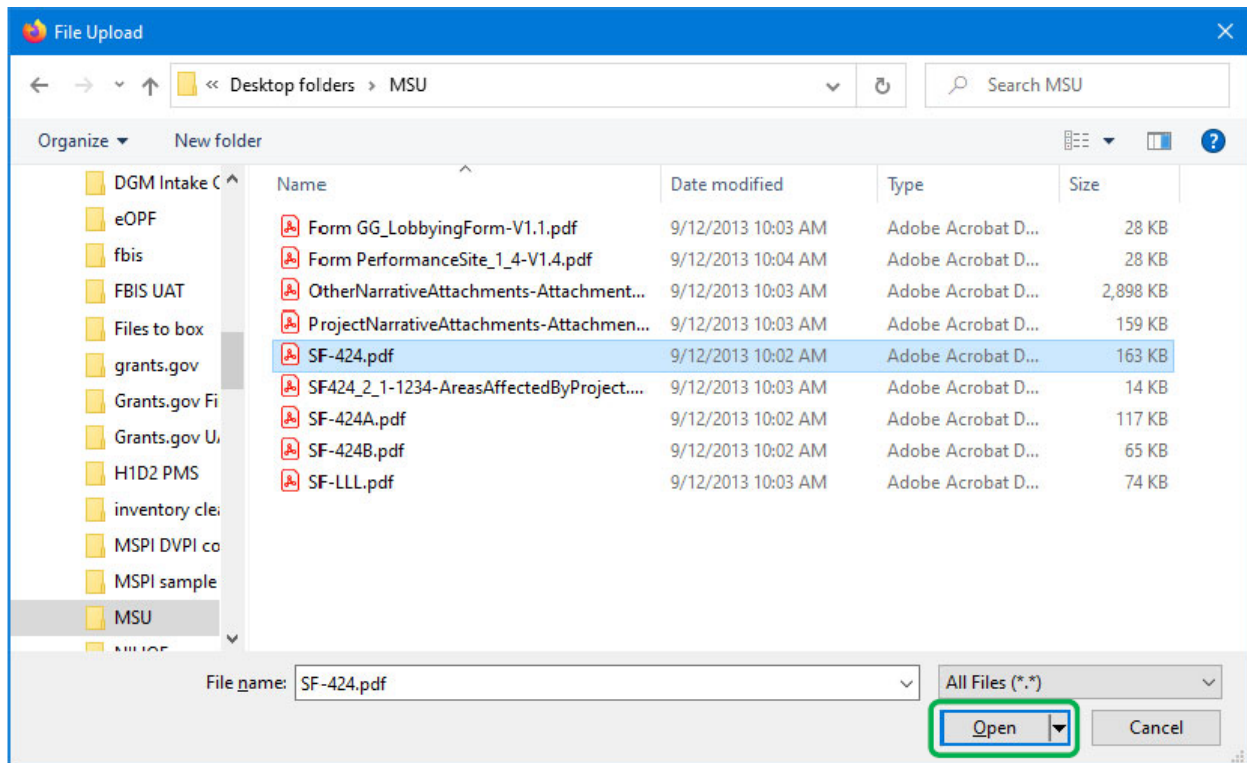 File Upload
« Desktop folders > MSU
Search MSU
Organize
New folder
Name Date modified Type Size
DGM Intake C
eOPF
fbis
FBIS UAT
Files to box
grants.gov
Grants.gov Fi
Grants.gov U
H1D2 PMS
inventory clea
MSPI DVPI co
MSPI sample
MSU
Form GG_LobbyingForm-V1.1.pdf 9/12/2013 10:03 AM Adobe Acrobat D... 28 KB
Form PerformanceSite_1_4-V1.4.pdf 9/12/2013 10:04 AM Adobe Acrobat D... 28 KB
OtherNarrativeAttachments-Attachment... 9/12/2013 10:03 AM Adobe Acrobat D... 2,898 KB
ProjectNarrativeAttachments-Attachmen... 9/12/2013 10:03 AM Adobe Acrobat D... 159 KB
SF-424.pdf 9/12/2013 10:02 AM Adobe Acrobat D... 163 KB
SF424_2_1-1234-AreasAffectedByProject.... 9/12/2013 10:03 AM Adobe Acrobat D... 14 KB
SF-424A.pdf 9/12/2013 10:02 AM Adobe Acrobat D... 117 KB
SF-424B.pdf 9/12/2013 10:02 AM Adobe Acrobat D... 65 KB
SF-LLL.pdf 9/12/2013 10:03 AM Adobe Acrobat D... 74 KB
File name: SF-424.pdf All Files (*.*)
Open Cancel